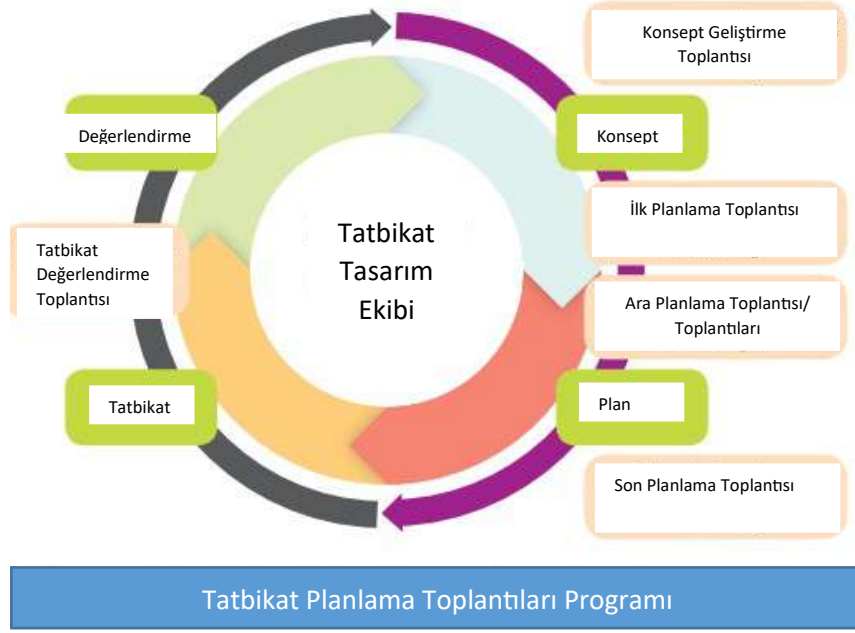 Konsept Geliştirme
Toplantısı
Değerlendirme
Konsept
İlk Planlama Toplantısı
Tatbikat
Tasarım
Ekibi
Tatbikat
Değerlendirme
Toplantısı
Ara Planlama Toplantısı/
Toplantıları
Tatbikat
Plan
Son Planlama Toplantısı
Tatbikat Planlama Toplantıları Programı